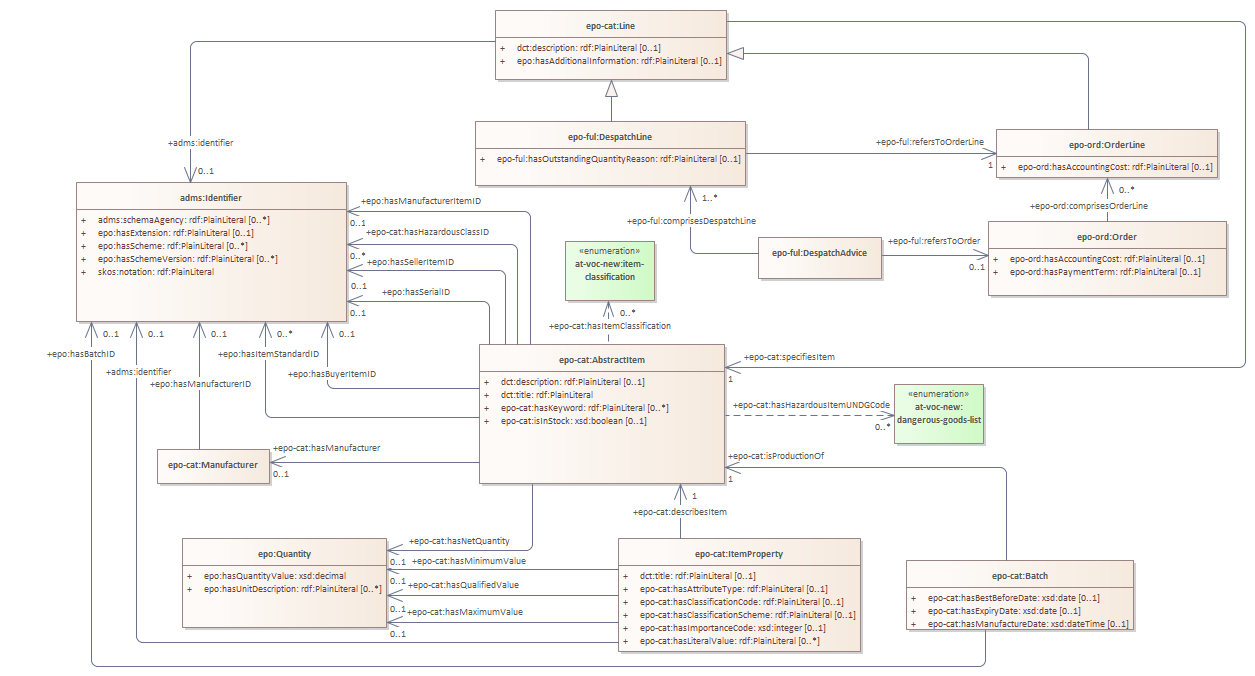 epo-cat:Line
+ dct:description: rdf:PlainLiteral [0..1]
+ epo:hasAdditionalInformation: rdf:PlainLiteral [0..1]
+adms:identifier
0..1
epo-ful:DespatchLine
+ epo-ful:hasOutstandingQuantityReason: rdf:PlainLiteral [0..1]
+epo-ful:refersToOrderLine
1
epo-ord:OrderLine
+ epo-ord:hasAccountingCost: rdf:PlainLiteral [0..1]
0..*
+epo-ord:comprisesOrderLine
adms:Identifier
+ adms:schemaAgency: rdf:PlainLiteral [0..*]
+ epo:hasExtension: rdf:PlainLiteral [0..1]
+ epo:hasScheme: rdf:PlainLiteral [0..*]
+ epo:hasSchemeVersion: rdf:PlainLiteral [0..*]
+ skos:notation: rdf:PlainLiteral
+epo:hasManufacturerItemID
0..1
+epo-cat:hasHazardousClassID
0..*
+epo:hasSellerItemID
0..1
+epo:hasSerialID
0..1
1..*
+epo-ful:comprisesDespatchLine
epo-ful:DespatchAdvice
+epo-ful:refersToOrder
0..1
epo-ord:Order
+ epo-ord:hasAccountingCost: rdf:PlainLiteral [0..1]
+ epo-ord:hasPaymentTerm: rdf:PlainLiteral [0..1]
«enumeration»
at-voc-new:item-
classification
0..*
+epo-cat:hasItemClassification
0..1
+epo:hasBatchID
0..1
+adms:identifier
0..1
+epo:hasManufacturerID
0..*
+epo:hasItemStandardID
0..1
+epo:hasBuyerItemID
epo-cat:AbstractItem
+ dct:description: rdf:PlainLiteral [0..1]
+ dct:title: rdf:PlainLiteral
+ epo-cat:hasKeyword: rdf:PlainLiteral [0..*]
+ epo-cat:isInStock: xsd:boolean [0..1]
+epo-cat:specifiesItem
1
+epo-cat:hasHazardousItemUNDGCode
0..*
«enumeration»
at-voc-new:
dangerous-goods-list
+epo-cat:isProductionOf
1
epo-cat:Manufacturer
+epo-cat:hasManufacturer
0..1
1
+epo-cat:describesItem
epo:Quantity
+ epo:hasQuantityValue: xsd:decimal
+ epo:hasUnitDescription: rdf:PlainLiteral [0..*]
+epo-cat:hasNetQuantity
0..1
+epo-cat:hasMinimumValue
0..1
+epo-cat:hasQualifiedValue
0..1
+epo-cat:hasMaximumValue
0..1
epo-cat:ItemProperty
+ dct:title: rdf:PlainLiteral [0..1]
+ epo-cat:hasAttributeType: rdf:PlainLiteral [0..1]
+ epo-cat:hasClassificationCode: rdf:PlainLiteral [0..1]
+ epo-cat:hasClassificationScheme: rdf:PlainLiteral [0..1]
+ epo-cat:hasImportanceCode: xsd:integer [0..1]
+ epo-cat:hasLiteralValue: rdf:PlainLiteral [0..*]
epo-cat:Batch
+ epo-cat:hasBestBeforeDate: xsd:date [0..1]
+ epo-cat:hasExpiryDate: xsd:date [0..1]
+ epo-cat:hasManufactureDate: xsd:dateTime [0..1]